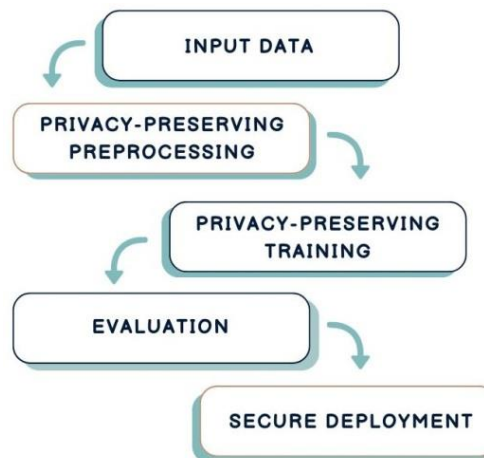 INPUT DATA
PRIVACY-PRESERVING
PREPROCESSING
PRIVACY-PRESERVING
TRAINING
EVALUATION
SECURE DEPLOYMENT